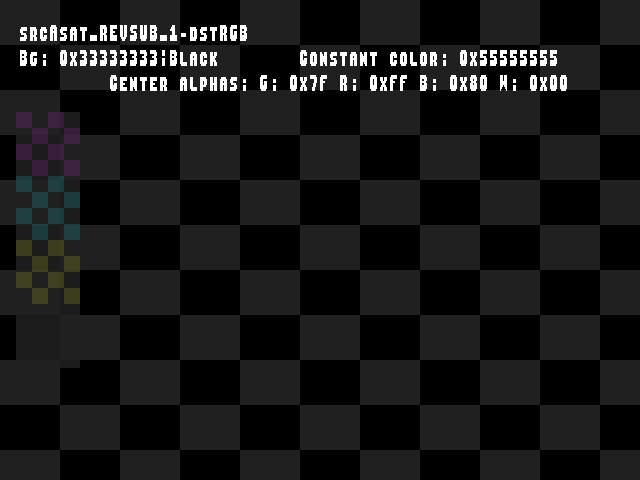 srcAsat_REVSUB_1-dstRGB
Bg: 0x33333333;Black Constant color: 0x55555555
Center alphas: G: 0x7f R: 0xff B: 0x80 W: 0x00